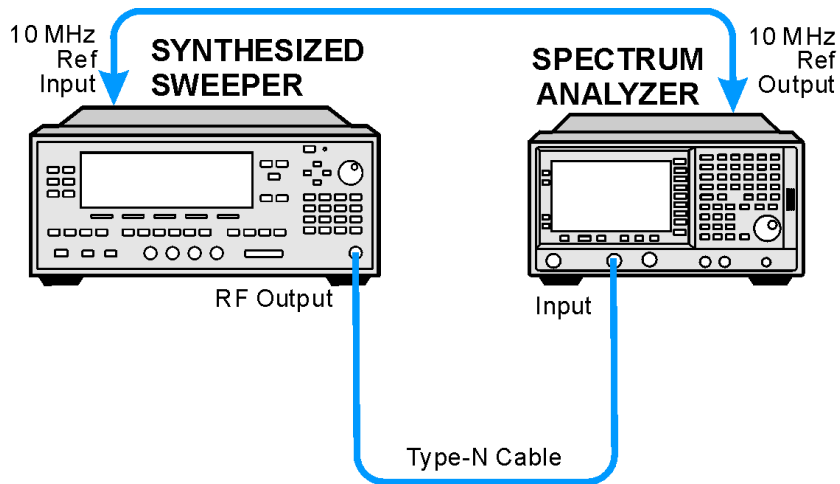 10 MHz
Ref
Input
SYNTHESIZED
SWEEPER
SPECTRUM
ANALYZER
10 MHz
Ref
Output
RF Output
Input
Type-N Cable